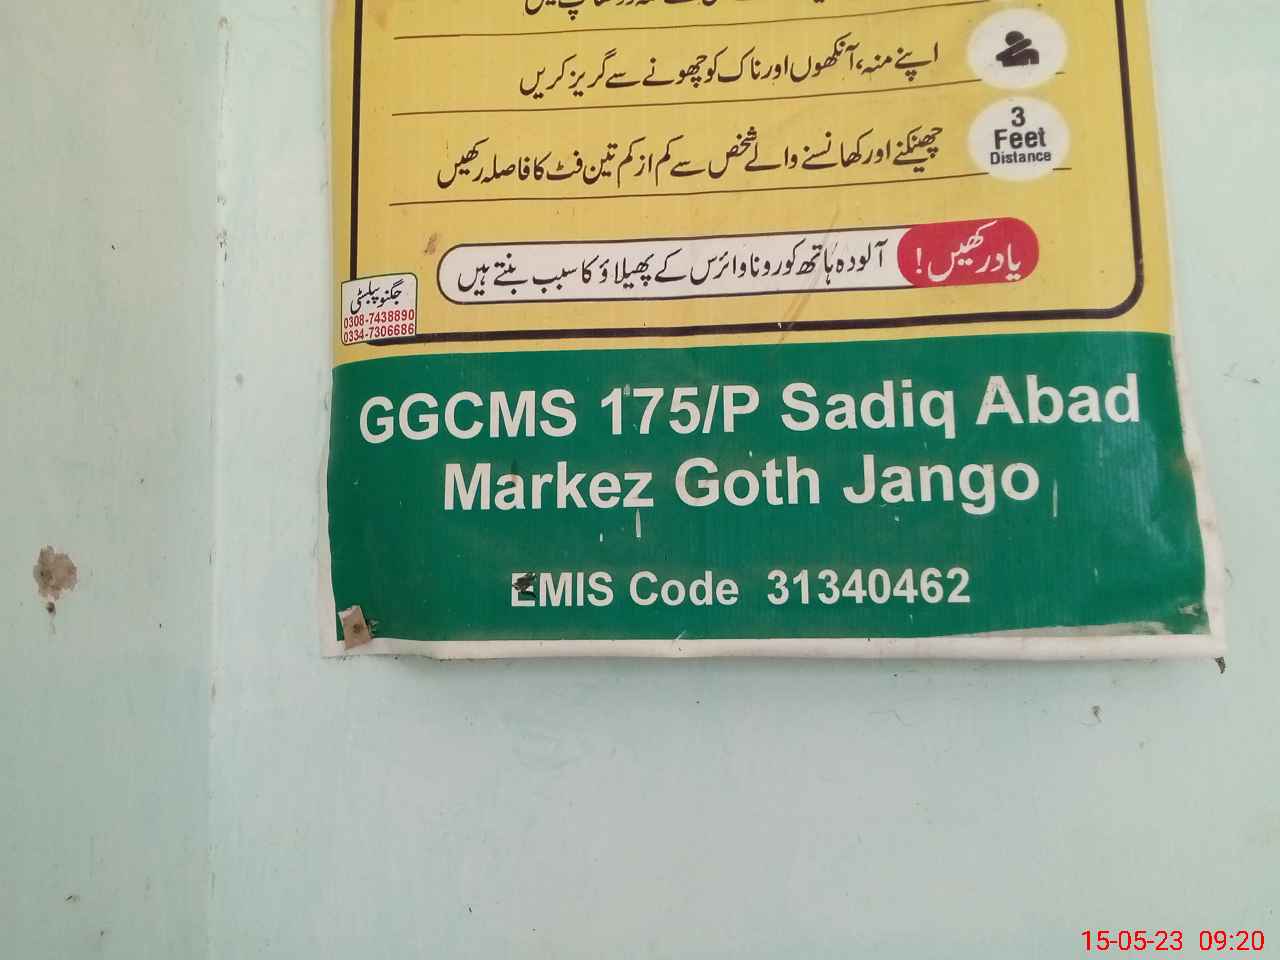 اپنے منہ، آنکھوں اور ناک کو چھونے سے گریز کریں
3
Feet
Distance
چھینکنے اور کھانسنے والے شخص سے کم از کم تین فٹ کا فاصلہ رکھیں
یاد رکھیں! آلودہ ہاتھ کورونا وائرس کے پھیلاؤ کا سبب بنتے ہیں
جگنو پبلسٹی
0308-7438890
0334-7306686
GGCMS 175/P Sadiq Abad
Markez Goth Jango
EMIS Code 31340462
15-05-23 09:20